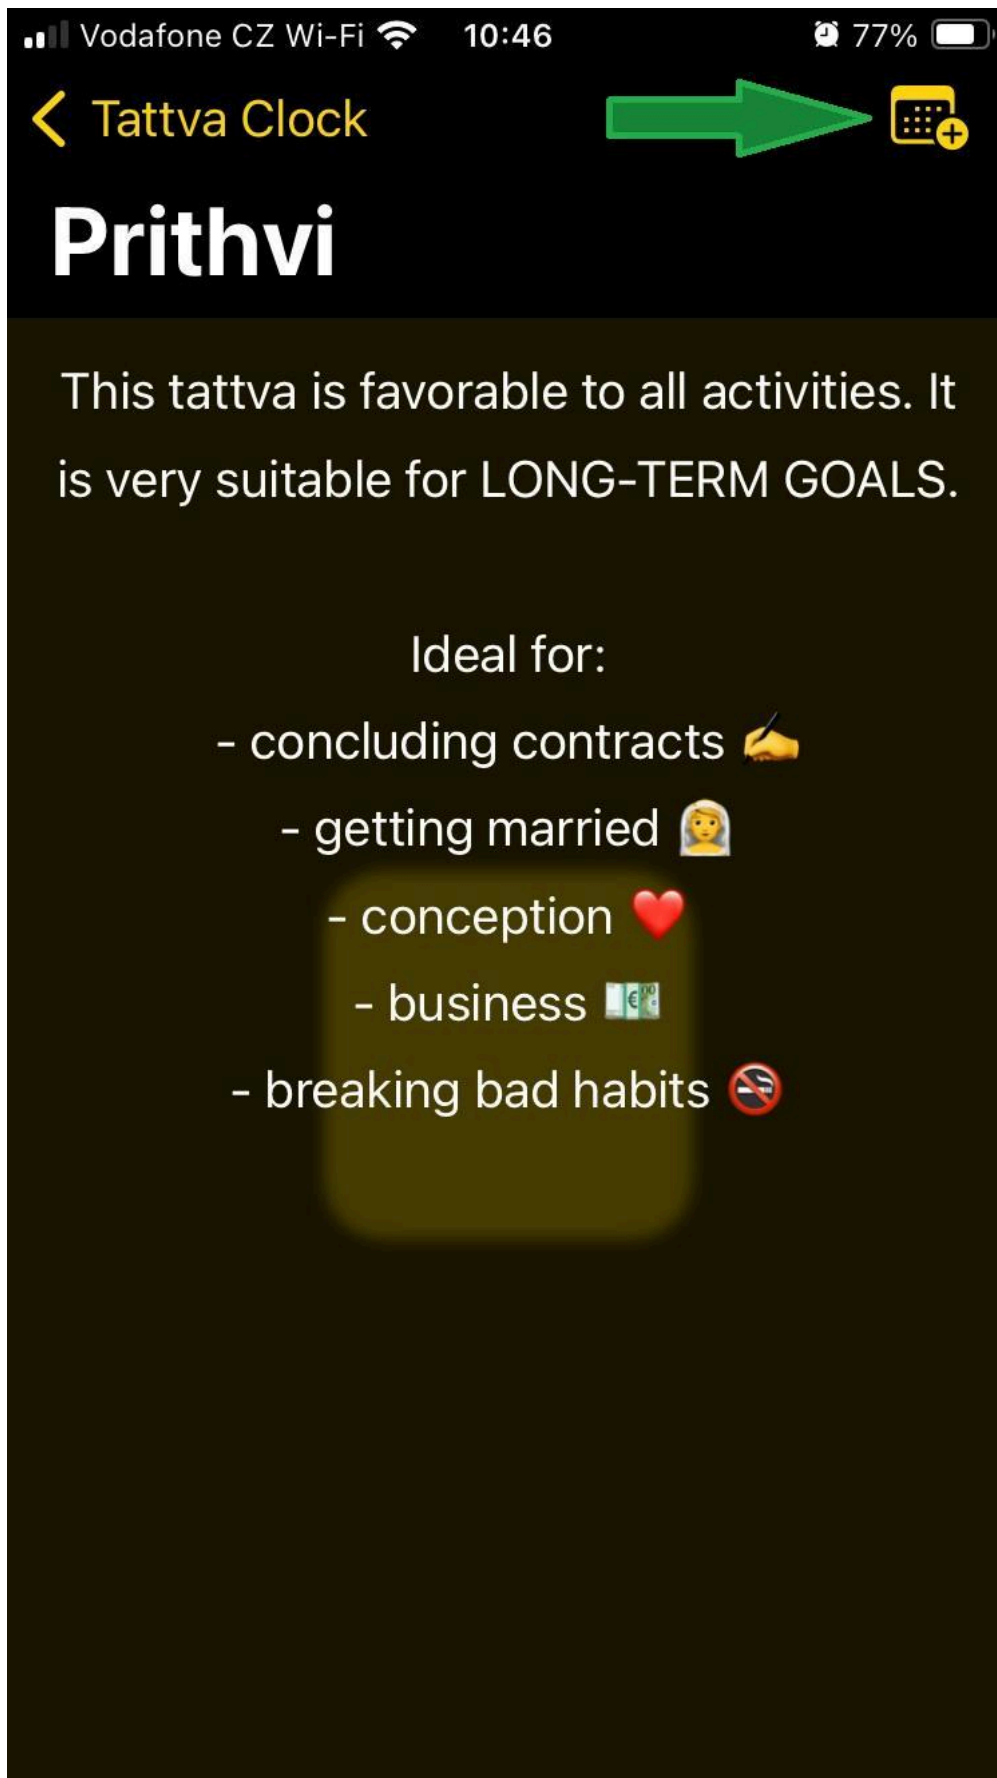 Vodafone CZ Wi-Fi 10:46 77%
Tattva Clock
Prithvi
This tattva is favorable to all activities. It
is very suitable for LONG-TERM GOALS.
Ideal for:
- concluding contracts ✍️
- getting married 👰
- conception ❤️
- business 💶
- breaking bad habits 🚭